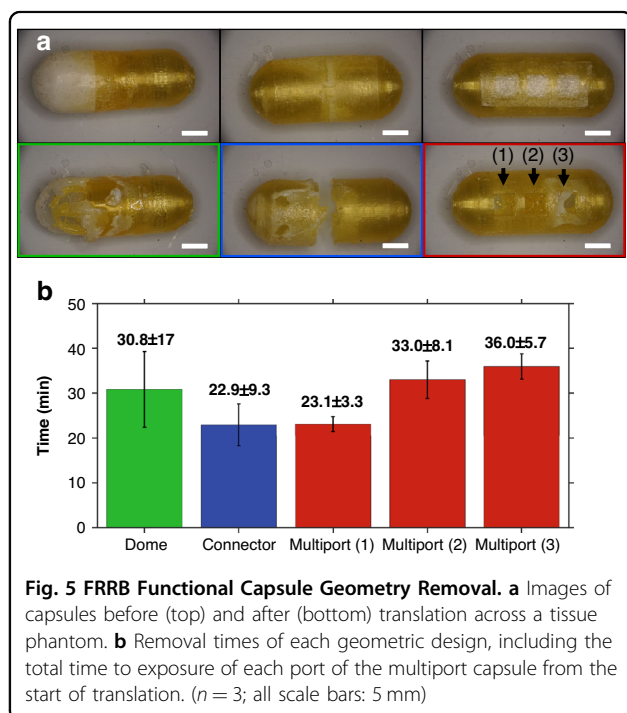 a
(1) (2) (3)
b
50
40
30
20
10
0
Time (min)
30.8±17
22.9±9.3
23.1±3.3
33.0±8.1
36.0±5.7
Dome Connector Multiport (1) Multiport (2) Multiport (3)
Fig. 5 FRRB Functional Capsule Geometry Removal. a Images of
capsules before (top) and after (bottom) translation across a tissue
phantom. b Removal times of each geometric design, including the
total time to exposure of each port of the multiport capsule from the
start of translation. (n = 3; all scale bars: 5 mm)